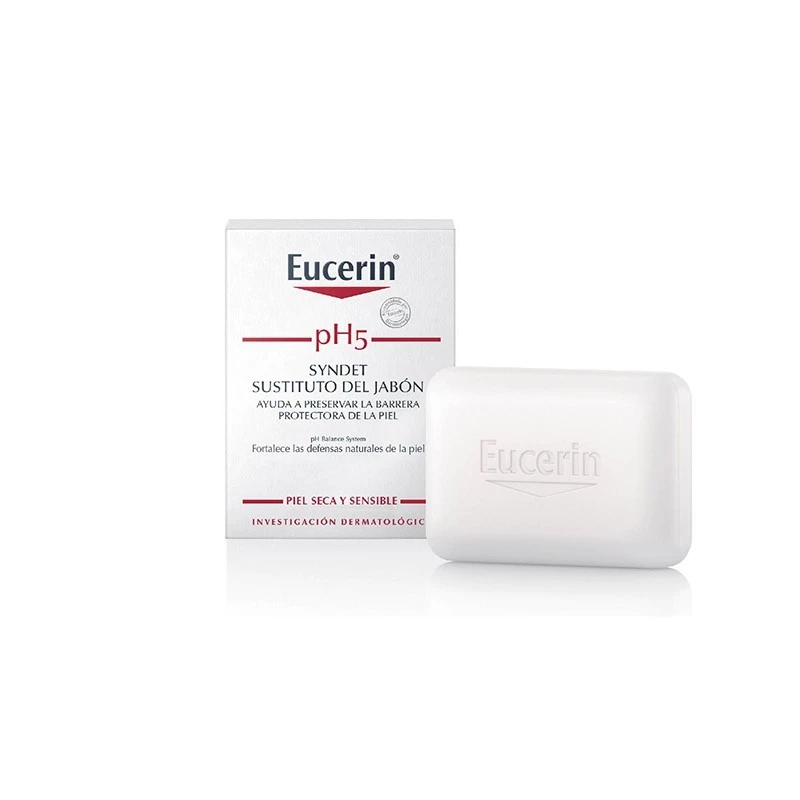 Eucerin®
pH5
SYNDET
SUSTITUTO DEL JABÓN
AYUDA A PRESERVAR LA BARRERA
PROTECTORA DE LA PIEL
pH Balance System
Fortalece las defensas naturales de la piel
PIEL SECA Y SENSIBLE
INVESTIGACIÓN DERMATOLÓGIC
Eucerin